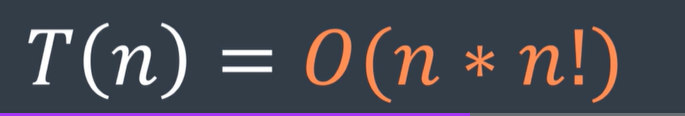 T(n) = O(n * n!)